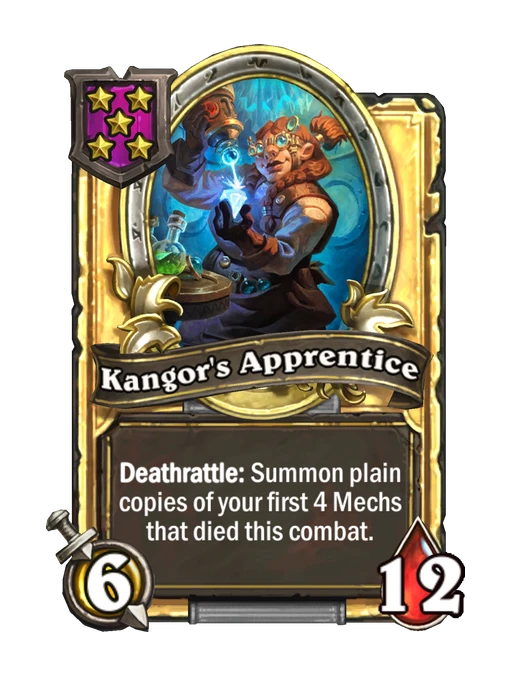 Kangor's Apprentice
Deathrattle: Summon plain
copies of your first 4 Mechs
that died this combat.
6
12